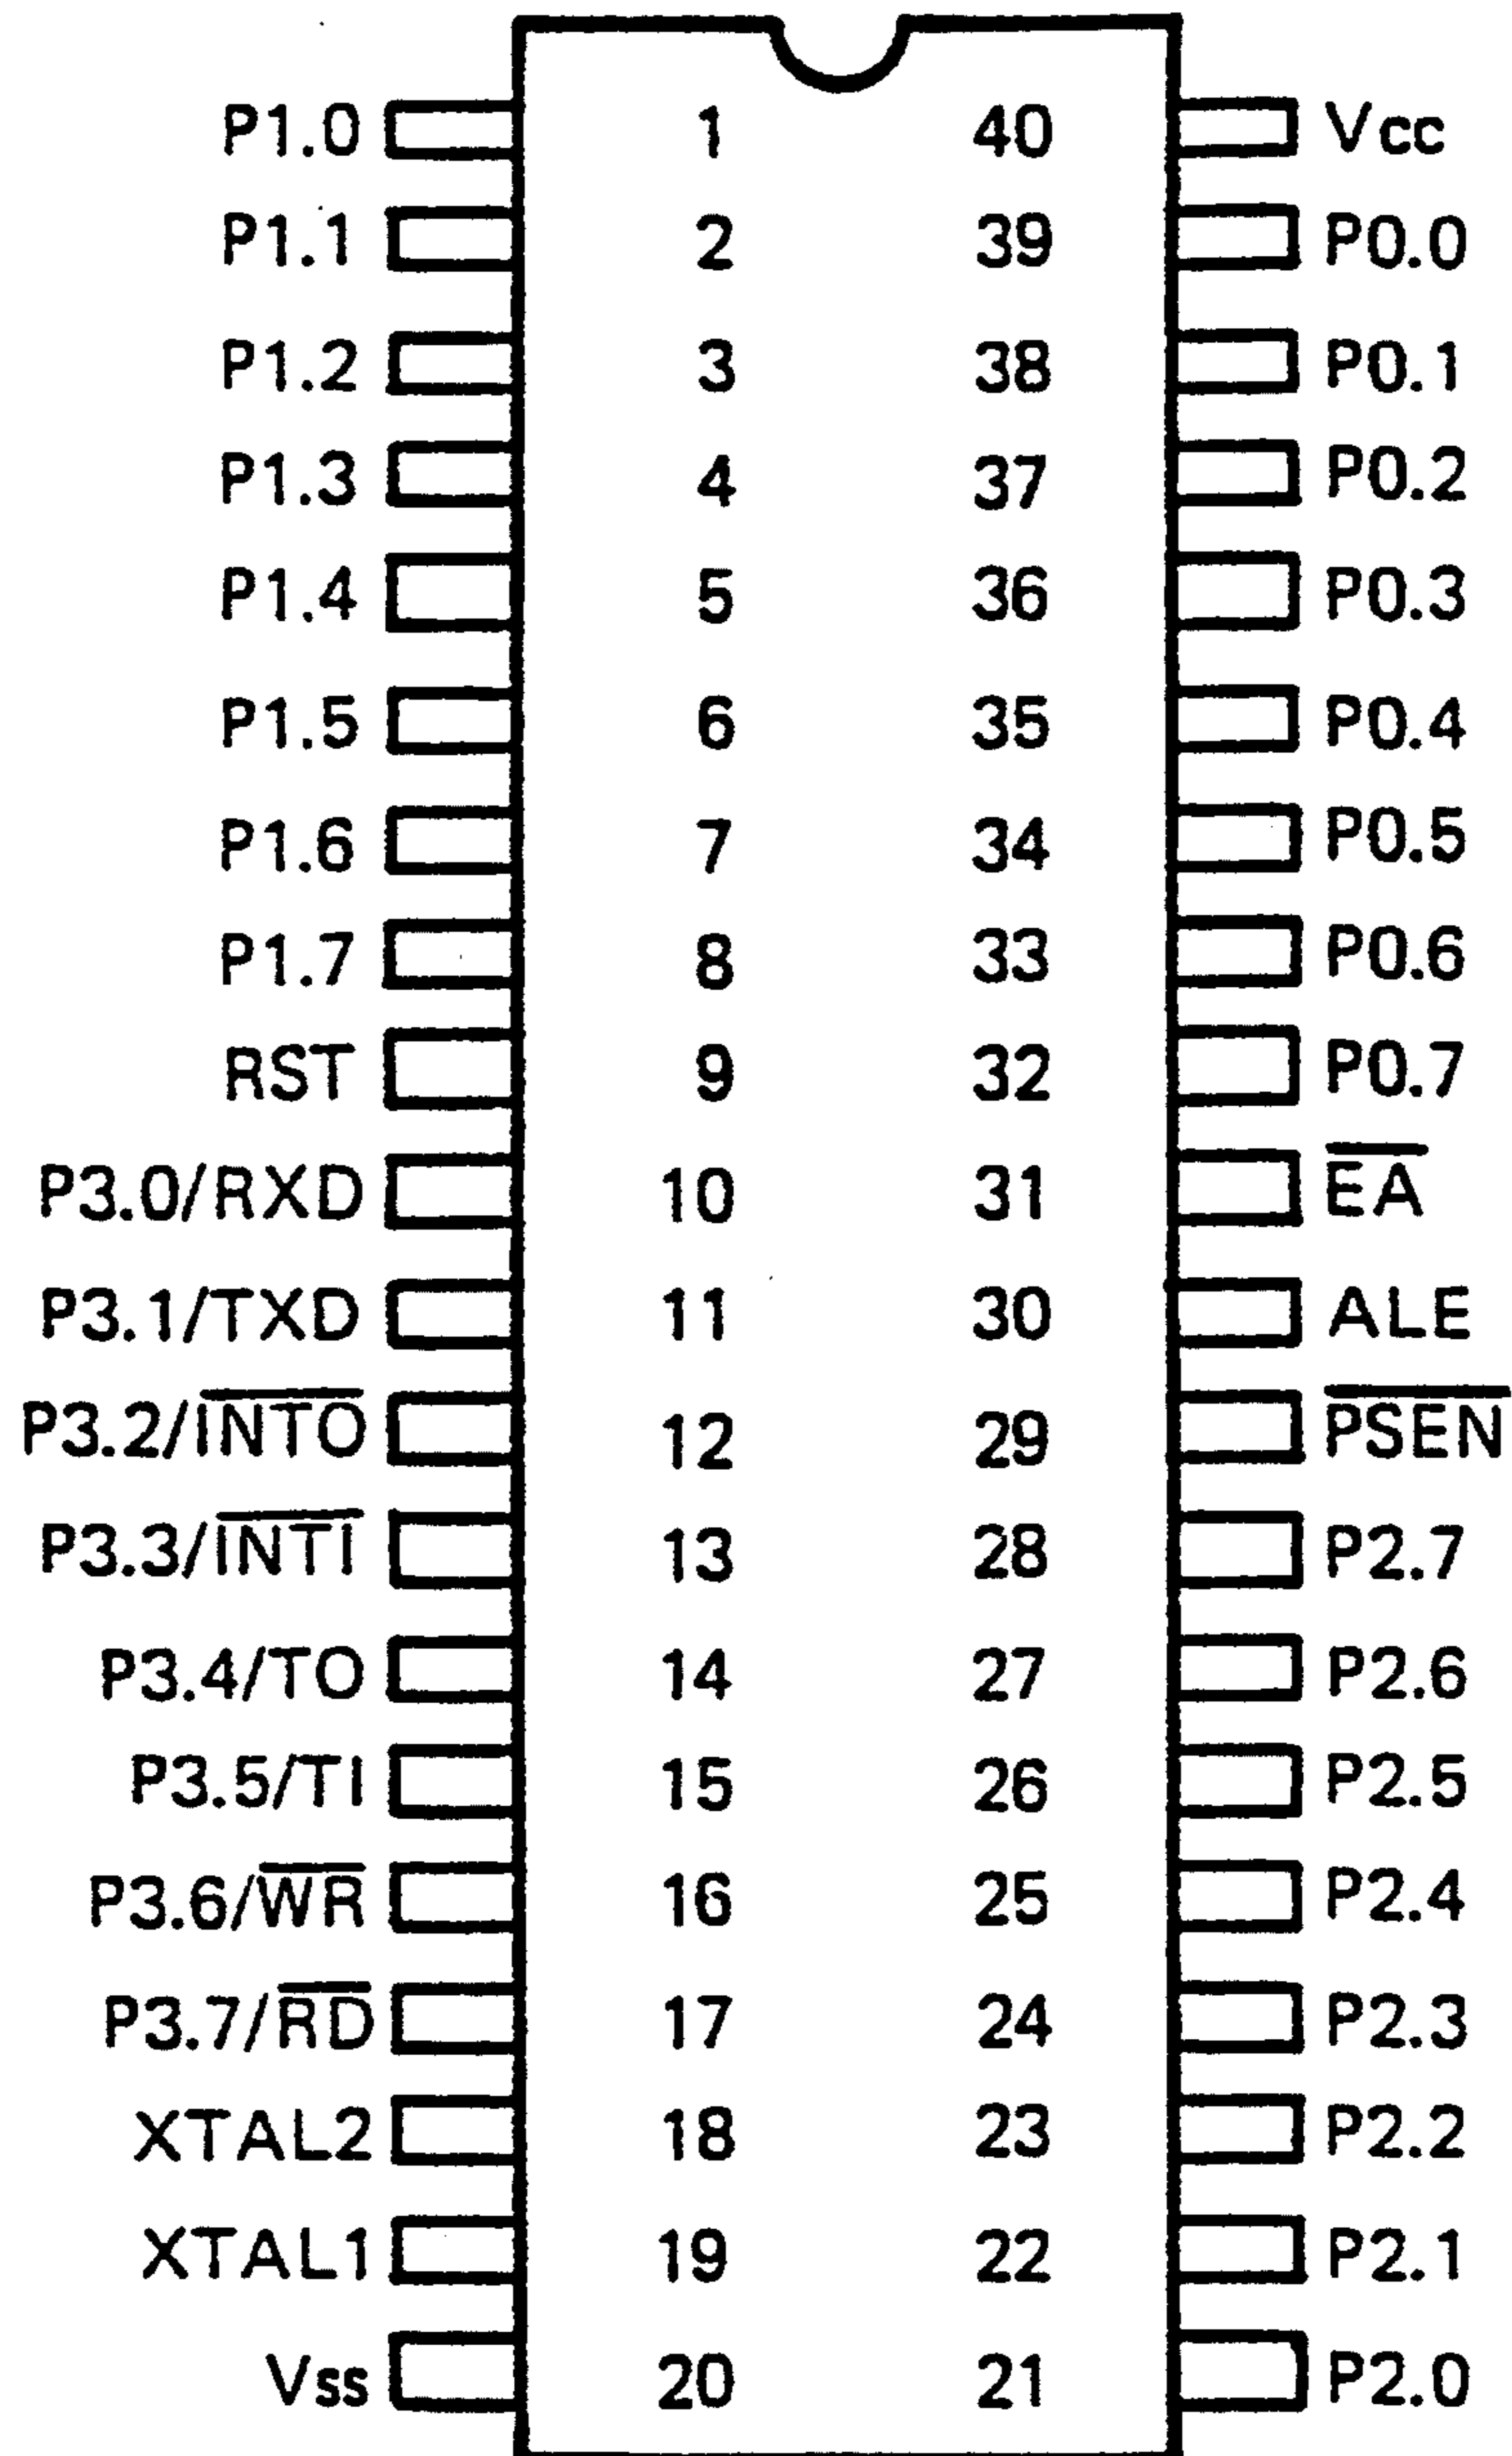 P1.0 1 40 Vcc
P1.1 2 39 P0.0
P1.2 3 38 P0.1
P1.3 4 37 P0.2
P1.4 5 36 P0.3
P1.5 6 35 P0.4
P1.6 7 34 P0.5
P1.7 8 33 P0.6
RST 9 32 P0.7
P3.0/RXD 10 31 E̅A̅
P3.1/TXD 11 30 ALE
P3.2/I̅N̅T̅O̅ 12 29 P̅S̅E̅N̅
P3.3/I̅N̅T̅I̅ 13 28 P2.7
P3.4/TO 14 27 P2.6
P3.5/TI 15 26 P2.5
P3.6/W̅R̅ 16 25 P2.4
P3.7/R̅D̅ 17 24 P2.3
XTAL2 18 23 P2.2
XTAL1 19 22 P2.1
Vss 20 21 P2.0